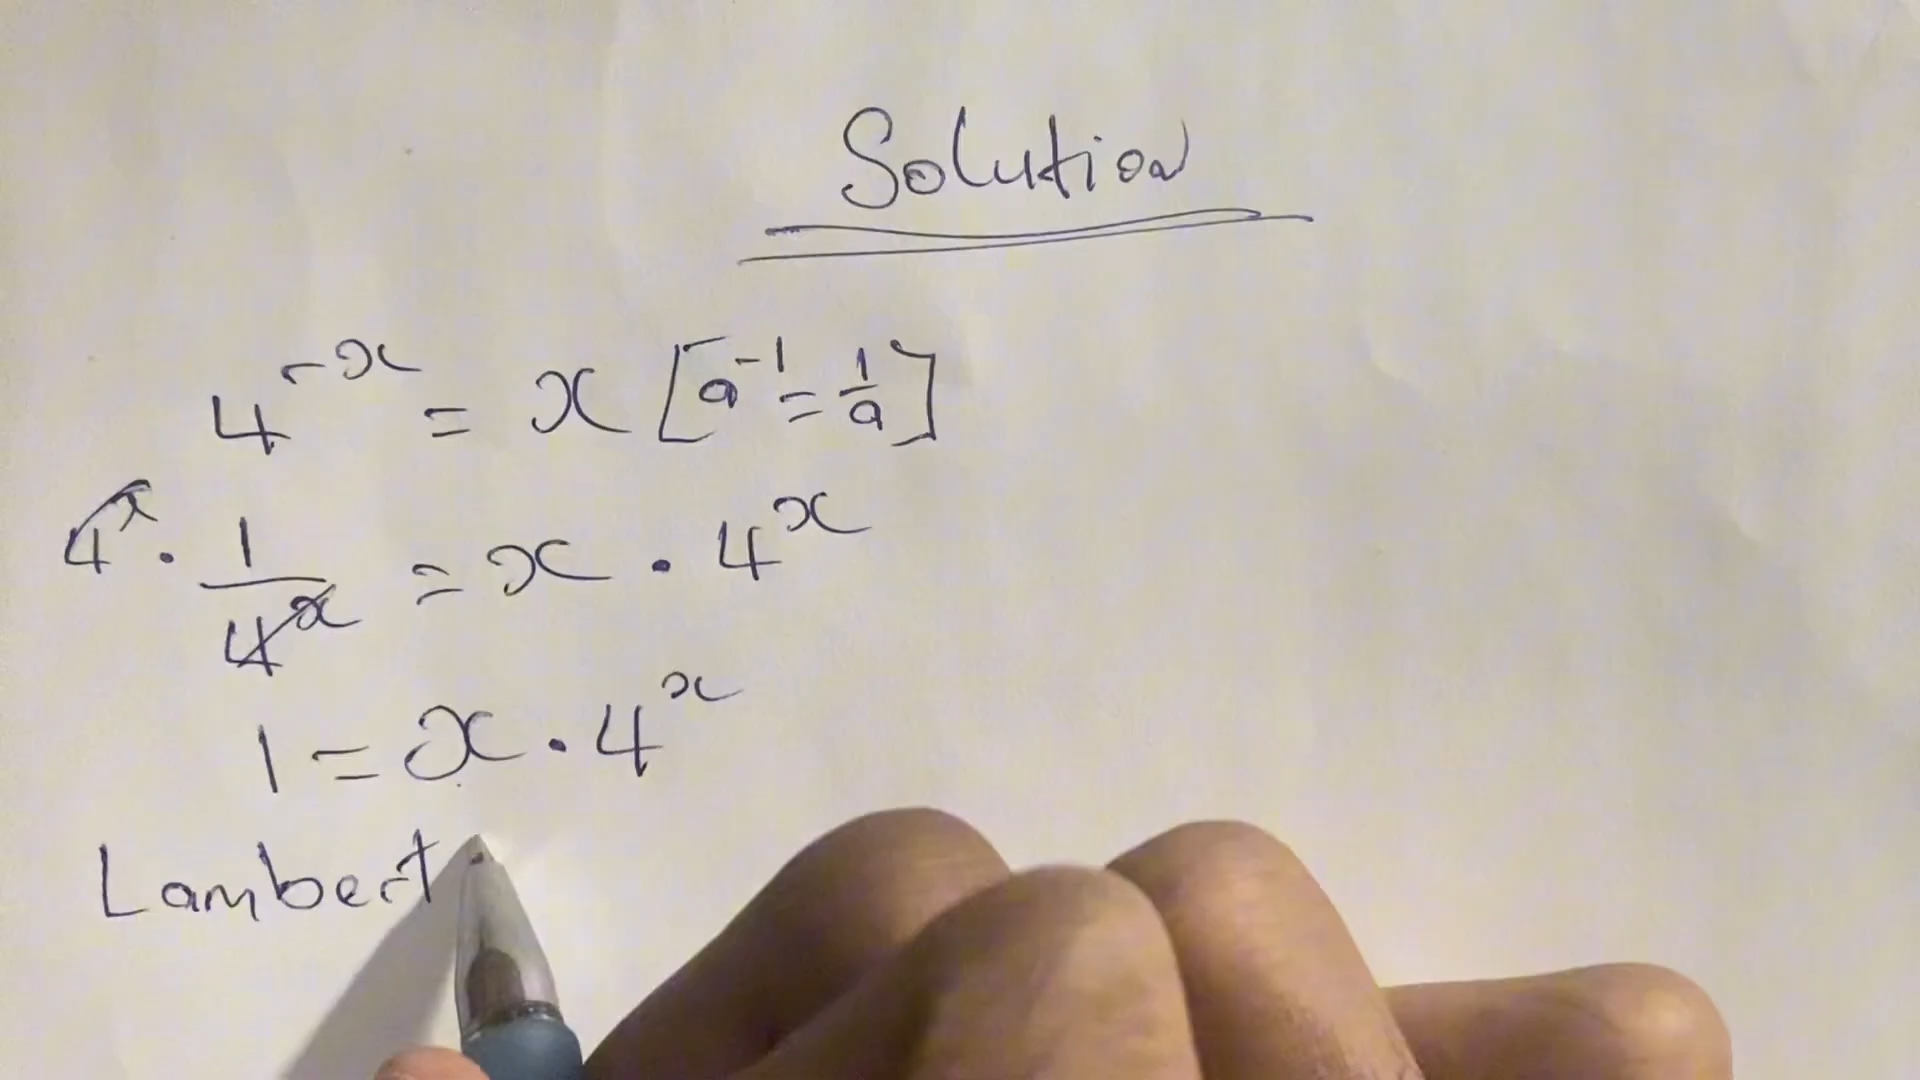 Solution
4^{-x} = x [a^{-1} = 1/a]
4^x · 1/4^x = x · 4^x
1 = x · 4^x
Lambert